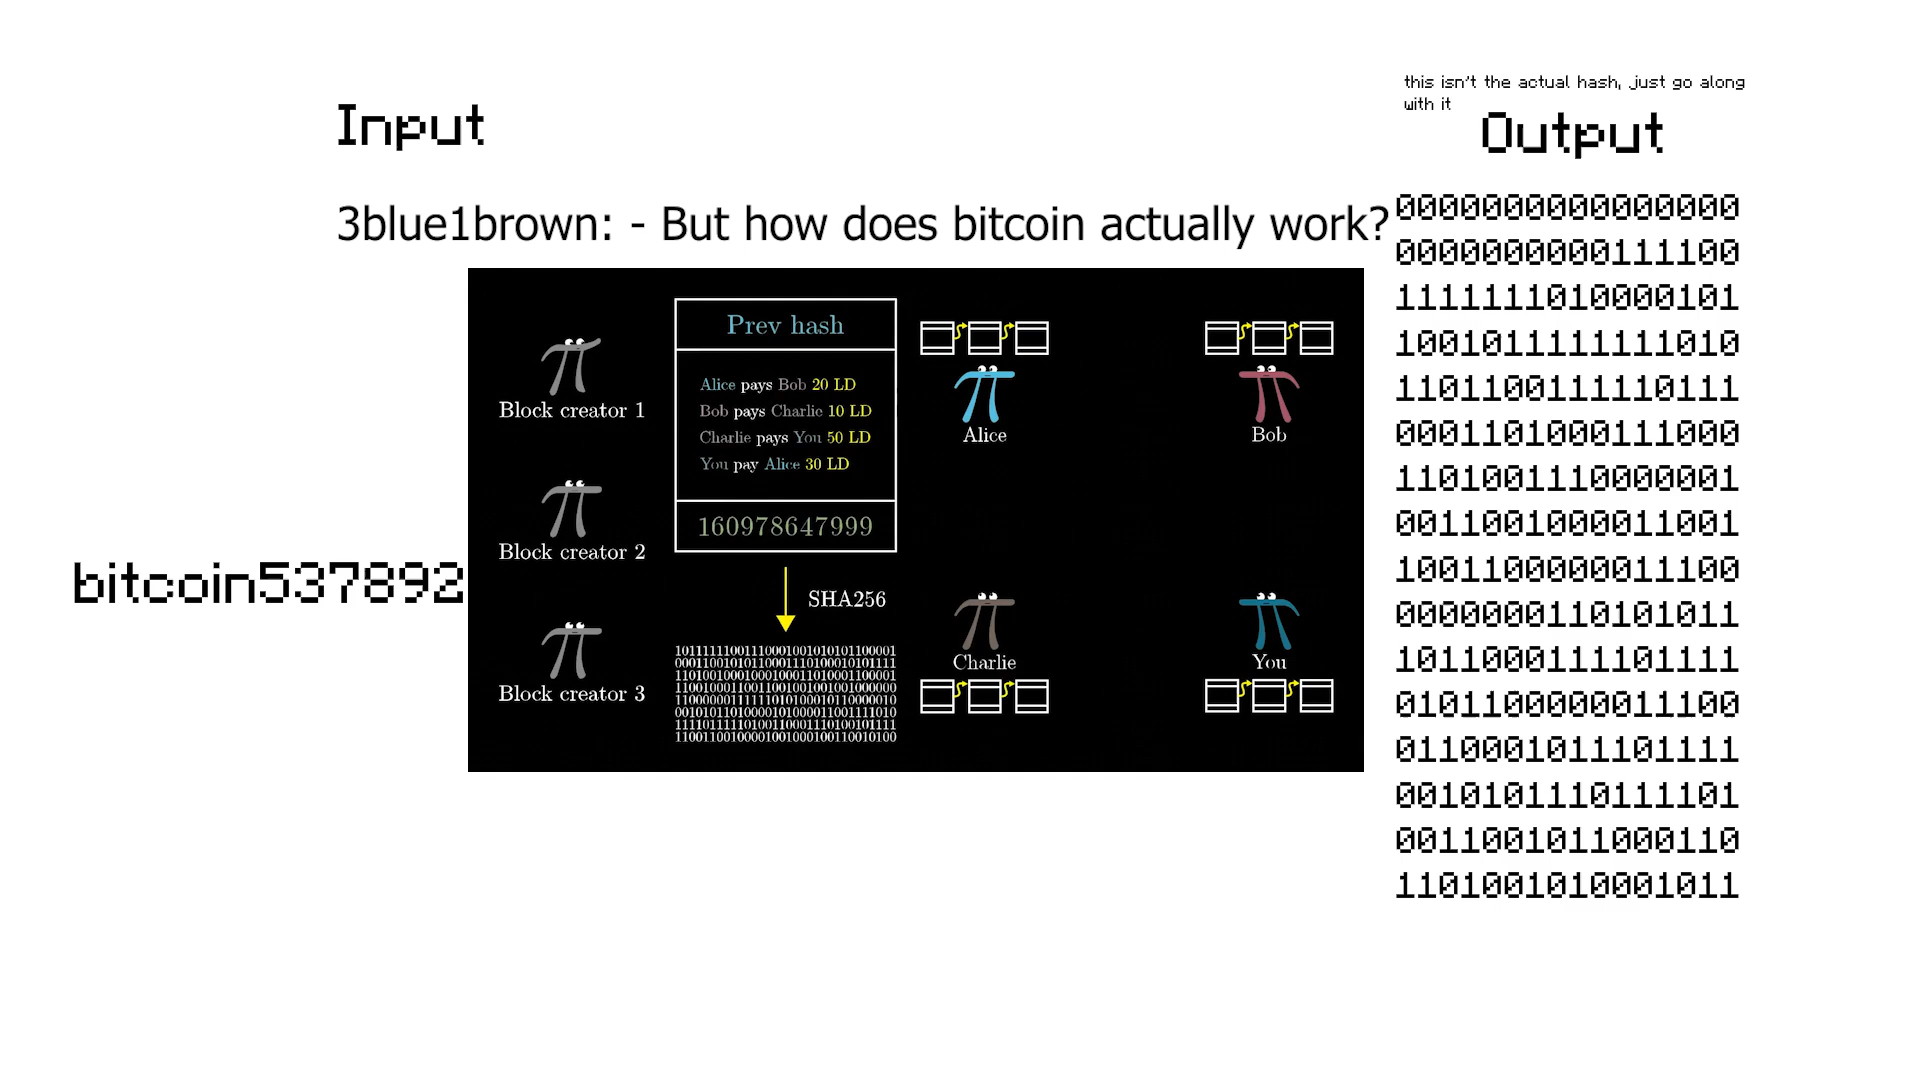 this isn't the actual hash, just go along
with it
Input
Output
3blue1brown: - But how does bitcoin actually work?
0000000000000000
0000000000111100
1111111010000101
1001011111111010
1101100111110111
0001101000111000
1101001110000001
0011001000011001
1001100000011100
0000000110101011
1011000111101111
0101100000011100
0110001011101111
0010101110111101
0011001011000110
1101001010001011
bitcoin537892
Block creator 1
Block creator 2
Block creator 3
Prev hash
Alice pays Bob 20 LD
Bob pays Charlie 10 LD
Charlie pays You 50 LD
You pay Alice 30 LD
160978647999
SHA256
Alice
Bob
Charlie
You